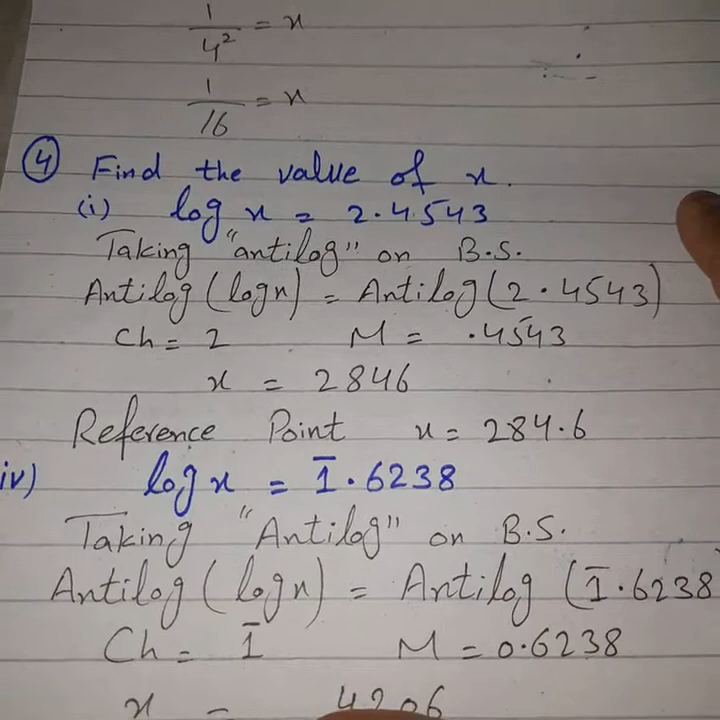 1/4² = x
1/16 = x
④ Find the value of x.
(i) log x = 2.4543
Taking "antilog" on B.S.
Antilog (log x) = Antilog (2.4543)
Ch = 2 M = .4543
x = 2846
Reference Point x = 284.6
iv) log x = 1̄.6238
Taking "Antilog" on B.S.
Antilog (log x) = Antilog (1̄.6238
Ch = 1̄ M = 0.6238
x = 4206